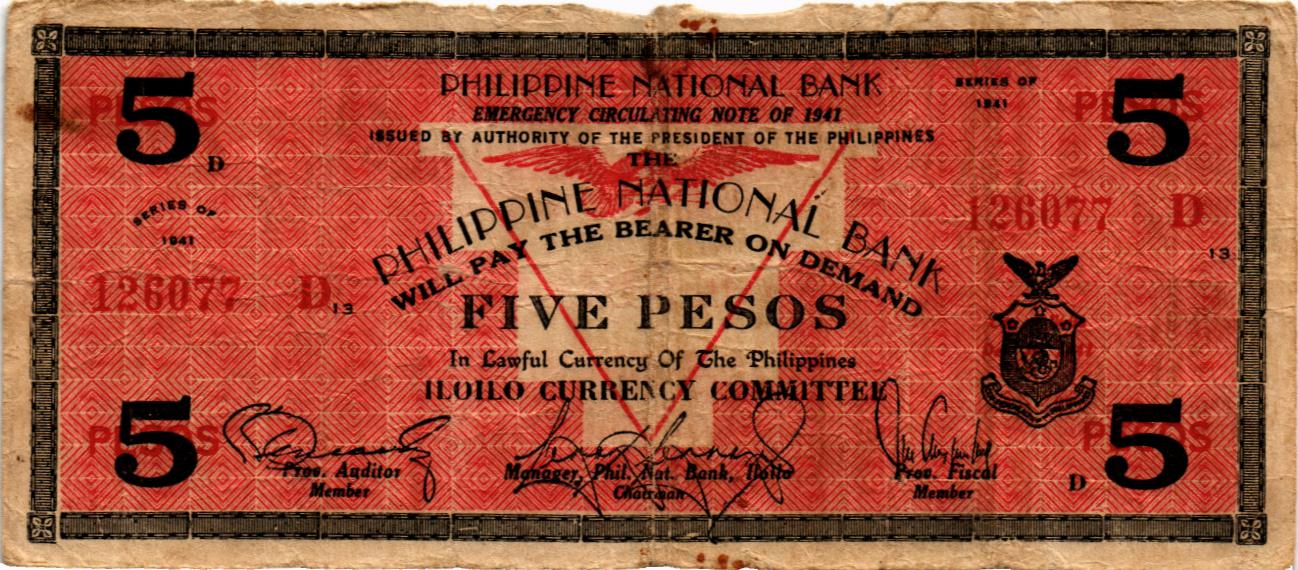 PHILIPPINE NATIONAL BANK
EMERGENCY CIRCULATING NOTE OF 1941
ISSUED BY AUTHORITY OF THE PRESIDENT OF THE PHILIPPINES
SERIES OF
1941
PESOS
5
D
PESOS
5
THE
PHILIPPINE NATIONAL BANK
WILL PAY THE BEARER ON DEMAND
FIVE PESOS
SERIES OF
1941
126077 D
13
126077 D
13
In Lawful Currency Of The Philippines
ILOILO CURRENCY COMMITTEE
PESOS
5
Prov. Auditor
Member
Manager, Phil. Nat. Bank, Iloilo
Chairman
Prov. Fiscal
Member
D
PESOS
5